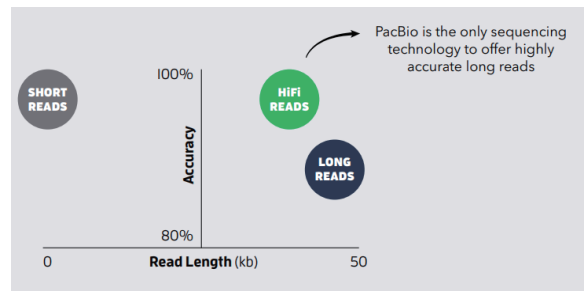 PacBio is the only sequencing
technology to offer highly
accurate long reads
100%
SHORT
READS
HiFi
READS
LONG
READS
Accuracy
80%
0
Read Length (kb)
50